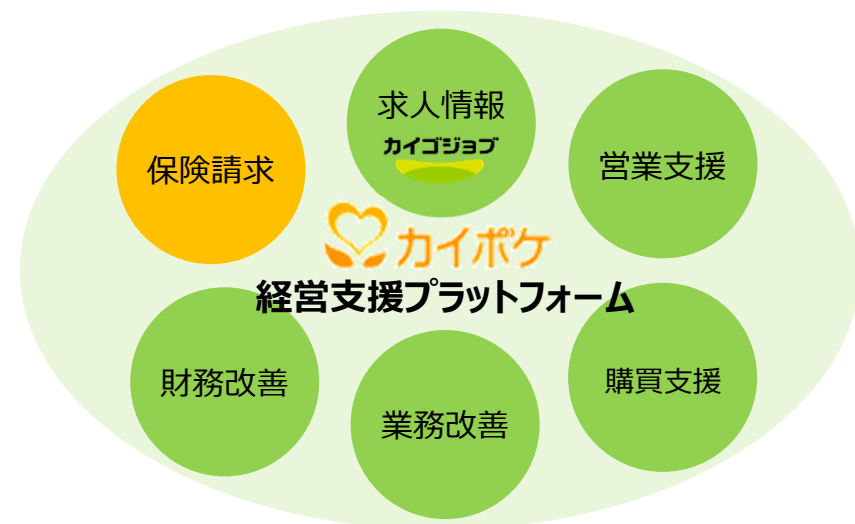 求人情報
カイゴジョブ
保険請求
営業支援
カイポケ
経営支援プラットフォーム
財務改善
業務改善
購買支援